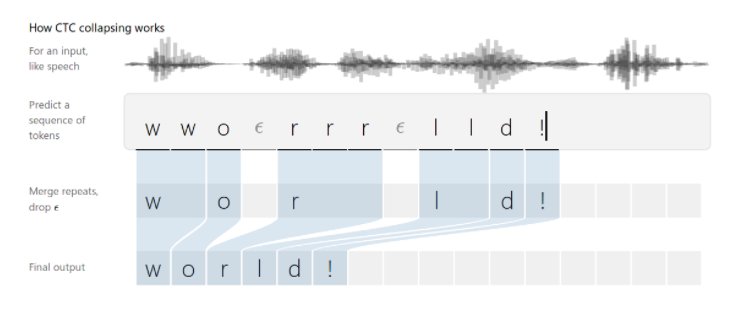 How CTC collapsing works
For an input,
like speech
Predict a
sequence of
tokens
w w o ϵ r r r ϵ l l d !
Merge repeats,
drop ϵ
w o r l d !
Final output
w o r l d !